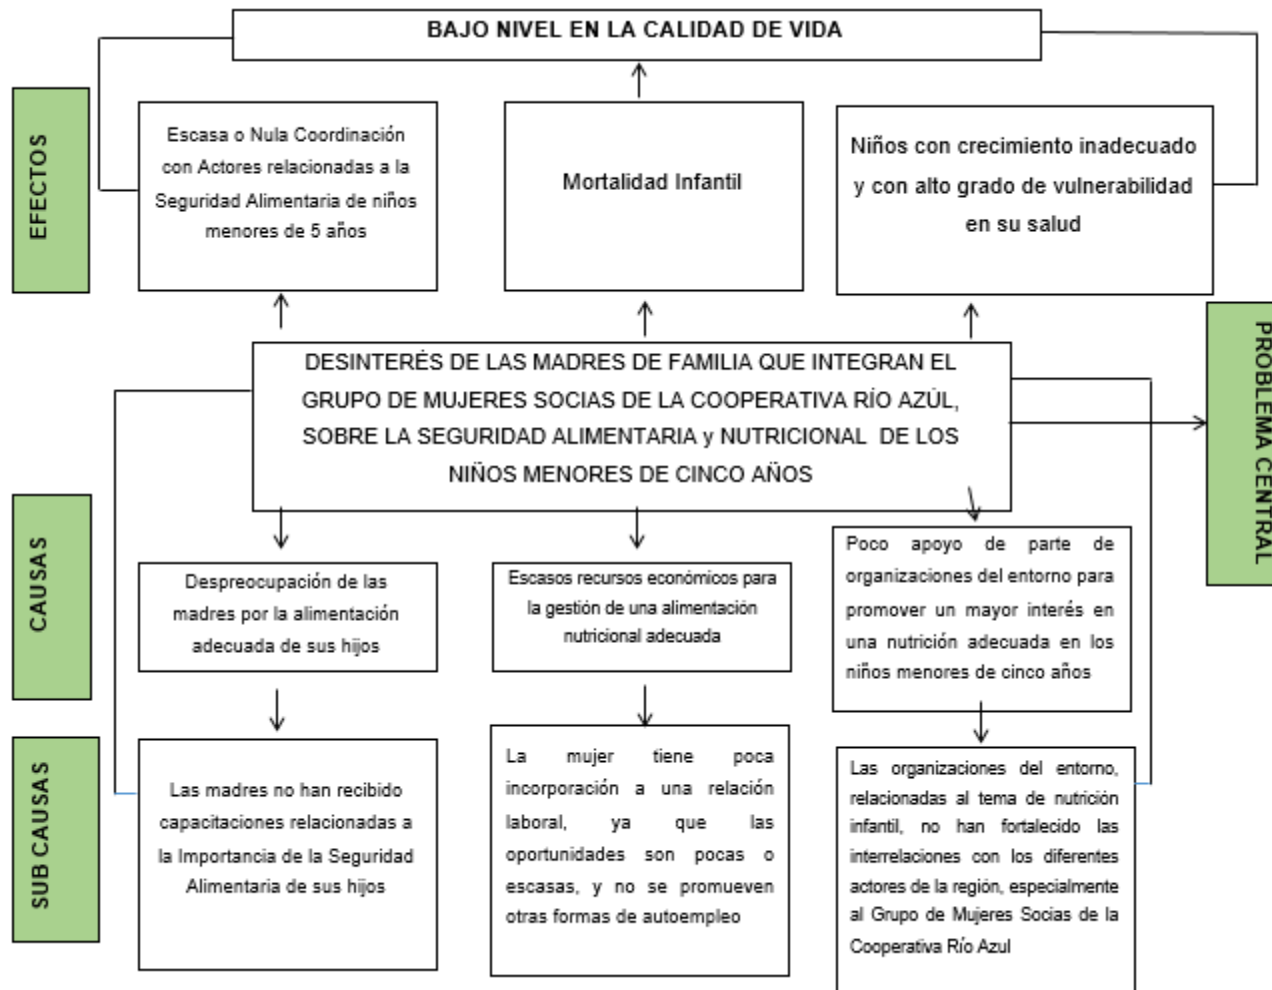 BAJO NIVEL EN LA CALIDAD DE VIDA
EFECTOS
Escasa o Nula Coordinación
con Actores relacionadas a la
Seguridad Alimentaria de niños
menores de 5 años
Mortalidad Infantil
Niños con crecimiento inadecuado
y con alto grado de vulnerabilidad
en su salud
PROBLEMA CENTRAL
DESINTERÉS DE LAS MADRES DE FAMILIA QUE INTEGRAN EL
GRUPO DE MUJERES SOCIAS DE LA COOPERATIVA RÍO AZÚL,
SOBRE LA SEGURIDAD ALIMENTARIA y NUTRICIONAL DE LOS
NIÑOS MENORES DE CINCO AÑOS
CAUSAS
Despreocupación de las
madres por la alimentación
adecuada de sus hijos
Escasos recursos económicos para
la gestión de una alimentación
nutricional adecuada
Poco apoyo de parte de
organizaciones del entorno para
promover un mayor interés en
una nutrición adecuada en los
niños menores de cinco años
SUB CAUSAS
Las madres no han recibido
capacitaciones relacionadas a
la Importancia de la Seguridad
Alimentaria de sus hijos
La mujer tiene poca
incorporación a una relación
laboral, ya que las
oportunidades son pocas o
escasas, y no se promueven
otras formas de autoempleo
Las organizaciones del entorno,
relacionadas al tema de nutrición
infantil, no han fortalecido las
interrelaciones con los diferentes
actores de la región, especialmente
al Grupo de Mujeres Socias de la
Cooperativa Río Azul